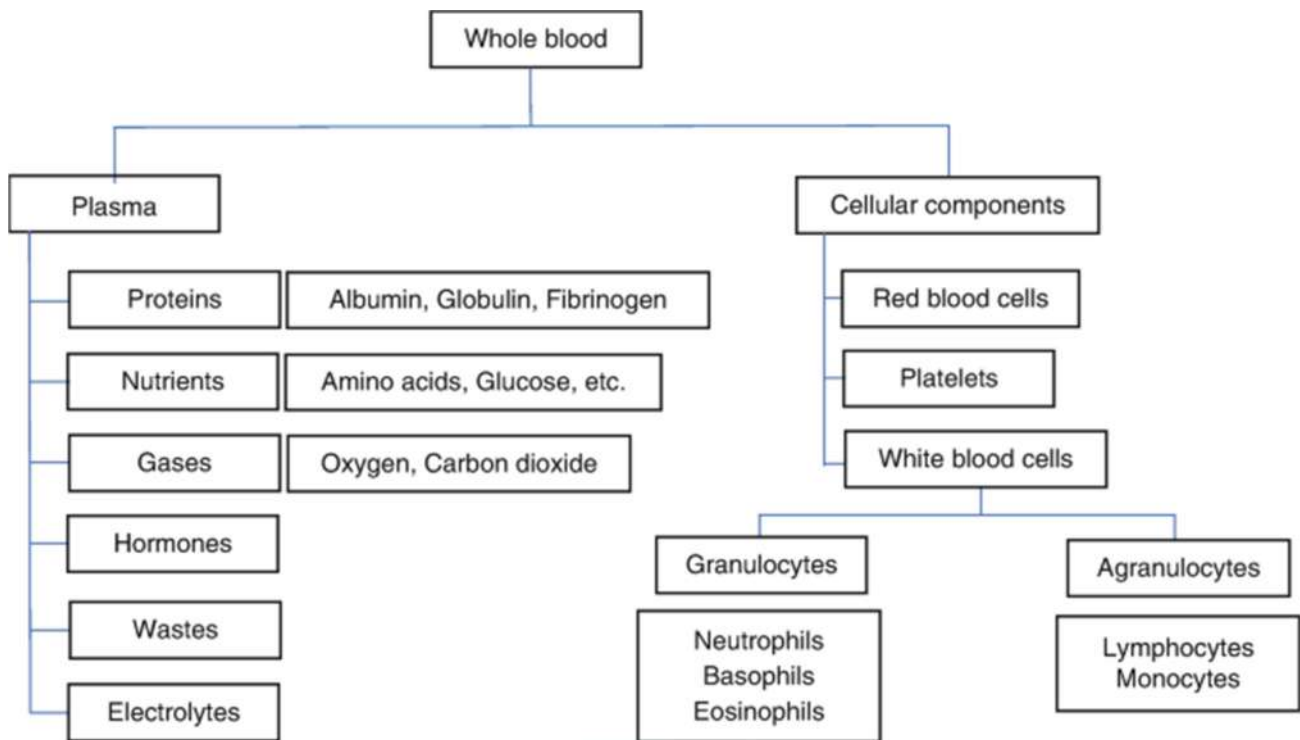 Whole blood
Plasma
Cellular components
Proteins
Albumin, Globulin, Fibrinogen
Red blood cells
Nutrients
Amino acids, Glucose, etc.
Platelets
Gases
Oxygen, Carbon dioxide
White blood cells
Hormones
Granulocytes
Agranulocytes
Wastes
Neutrophils
Basophils
Eosinophils
Lymphocytes
Monocytes
Electrolytes